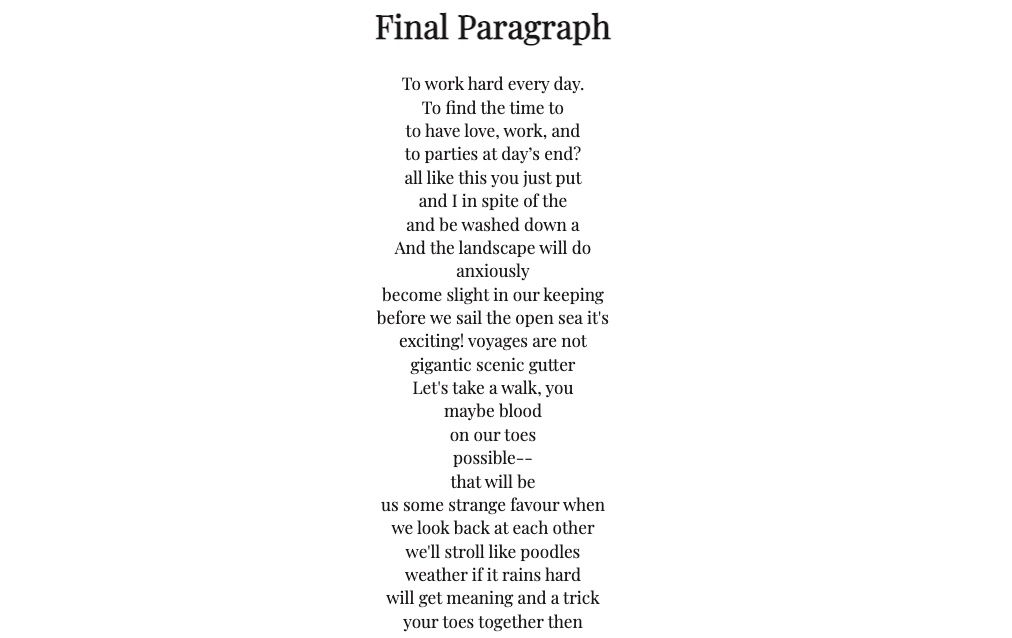 Final Paragraph
To work hard every day.
To find the time to
to have love, work, and
to parties at day’s end?
all like this you just put
and I in spite of the
and be washed down a
And the landscape will do
anxiously
become slight in our keeping
before we sail the open sea it's
exciting! voyages are not
gigantic scenic gutter
Let's take a walk, you
maybe blood
on our toes
possible--
that will be
us some strange favour when
we look back at each other
we'll stroll like poodles
weather if it rains hard
will get meaning and a trick
your toes together then